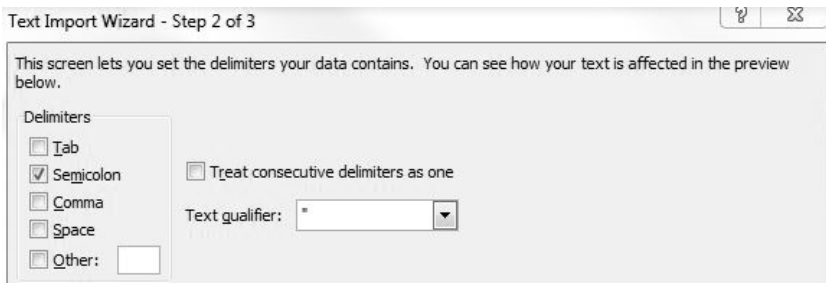 Text Import Wizard - Step 2 of 3
This screen lets you set the delimiters your data contains. You can see how your text is affected in the preview
below.
Delimiters
Tab
Semicolon
Treat consecutive delimiters as one
Comma
Text qualifier: "
Space
Other: